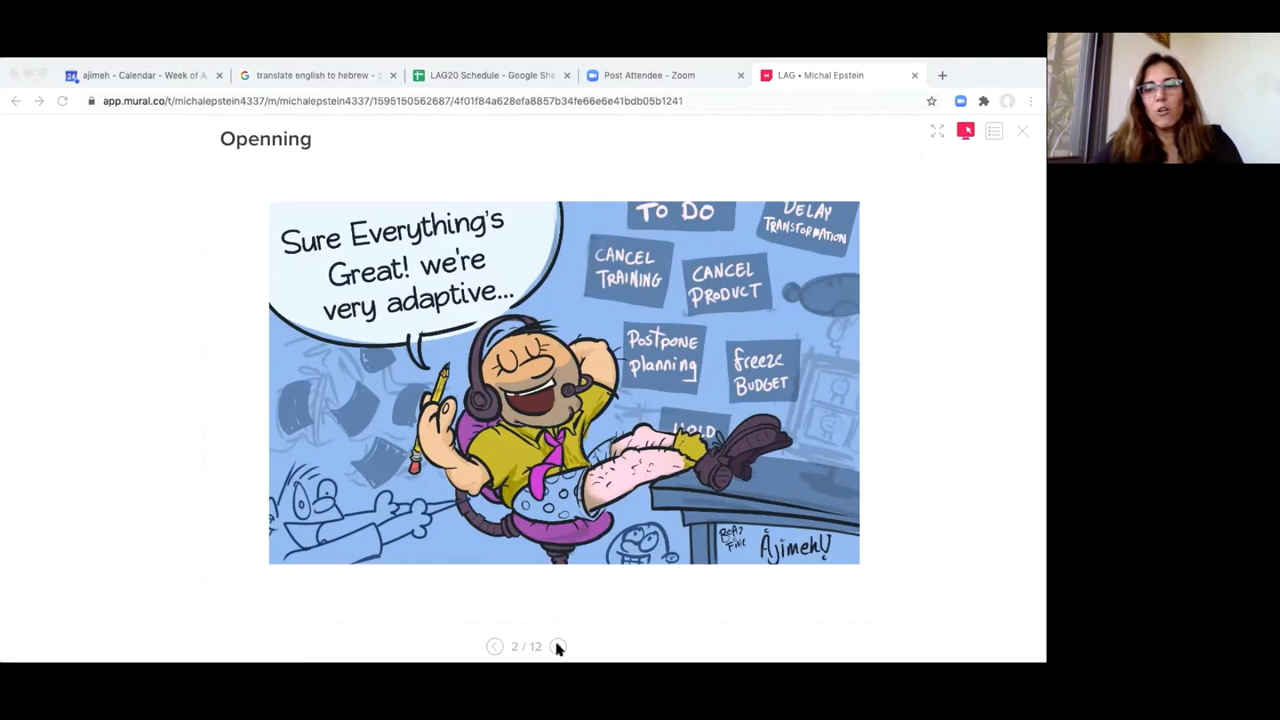 ajimeh - Calendar - Week of A
translate english to hebrew -
LAG20 Schedule - Google She
Post Attendee - Zoom
LAG • Michal Epstein
app.mural.co/t/michalepstein4337/m/michalepstein4337/1595150562687/4f01f84a628efa8857b34fe66e6e41bdb05b1241
Openning
Sure Everything's
Great! we're
very adaptive...
TO DO
DELAY
TRANSFORMATION
CANCEL
TRAINING
CANCEL
PRODUCT
Postpone
planning
freeze
BUDGET
HOLD
Ajimeh
2 / 12